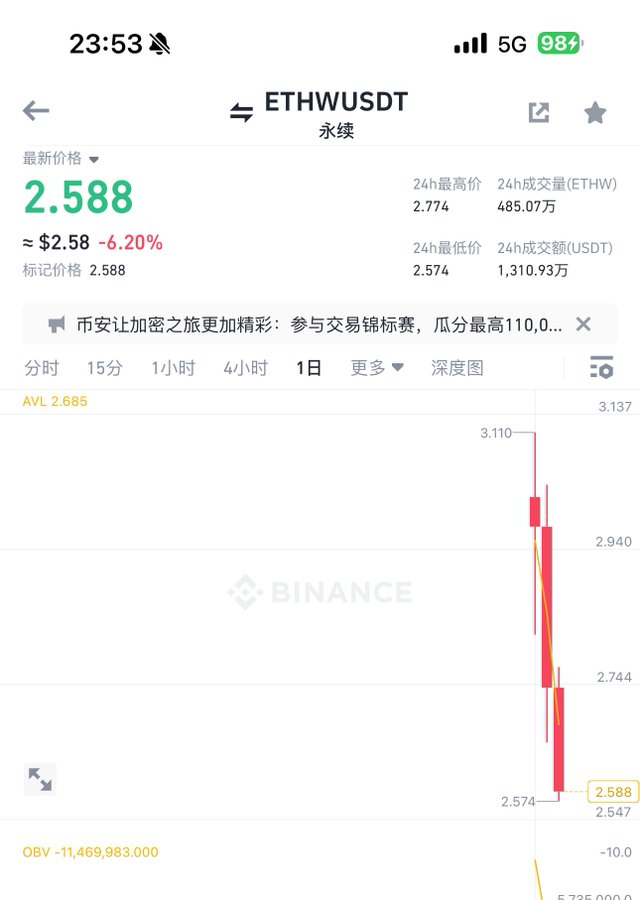 23:53
5G
98
ETHWUSDT
永续
最新价格
2.588
≈ $2.58 -6.20%
标记价格 2.588
24h最高价
2.774
24h成交量(ETHW)
485.07万
24h最低价
2.574
24h成交额(USDT)
1,310.93万
币安让加密之旅更加精彩：参与交易锦标赛，瓜分最高110,0...
分时 15分 1小时 4小时 1日 更多 深度图
AVL 2.685
3.137
3.110
2.940
BINANCE
2.744
2.588
2.574
2.547
OBV -11,469,983.000
-10.0
-5,735,000.0